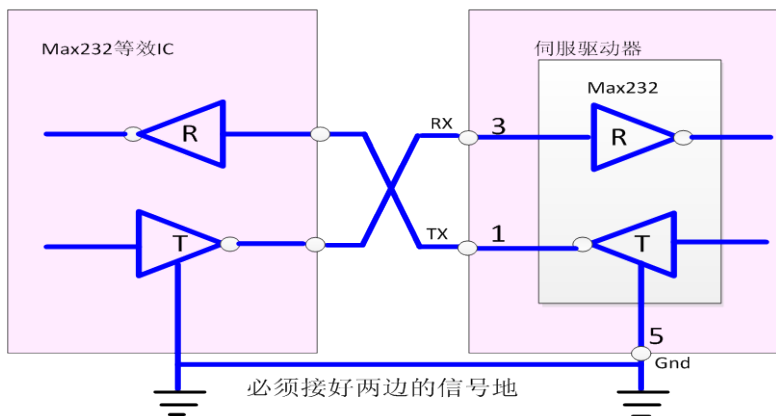 Max232等效IC
伺服驱动器
Max232
R
RX
3
R
T
TX
1
T
5
Gnd
必须接好两边的信号地